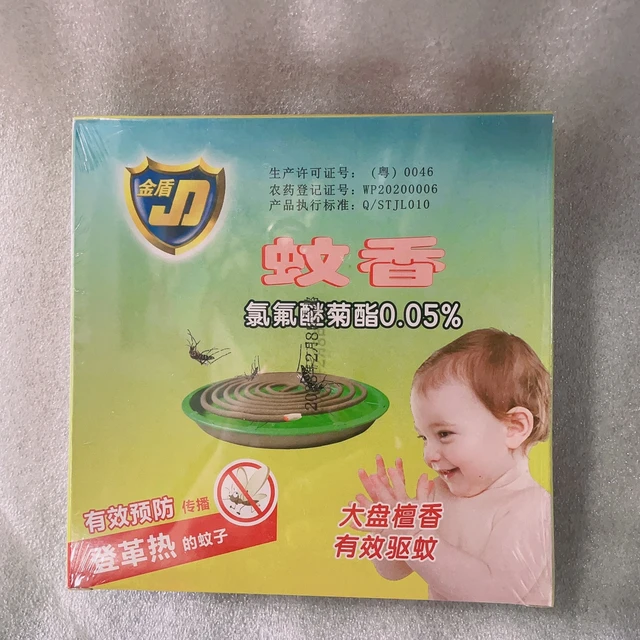 金盾
JD
生产许可证号：（粤）0046
农药登记证号：WP20200006
产品执行标准：Q/STJL010
蚊香
氯氟醚菊酯0.05%
有效预防 传播
登革热 的蚊子
大盘檀香
有效驱蚊